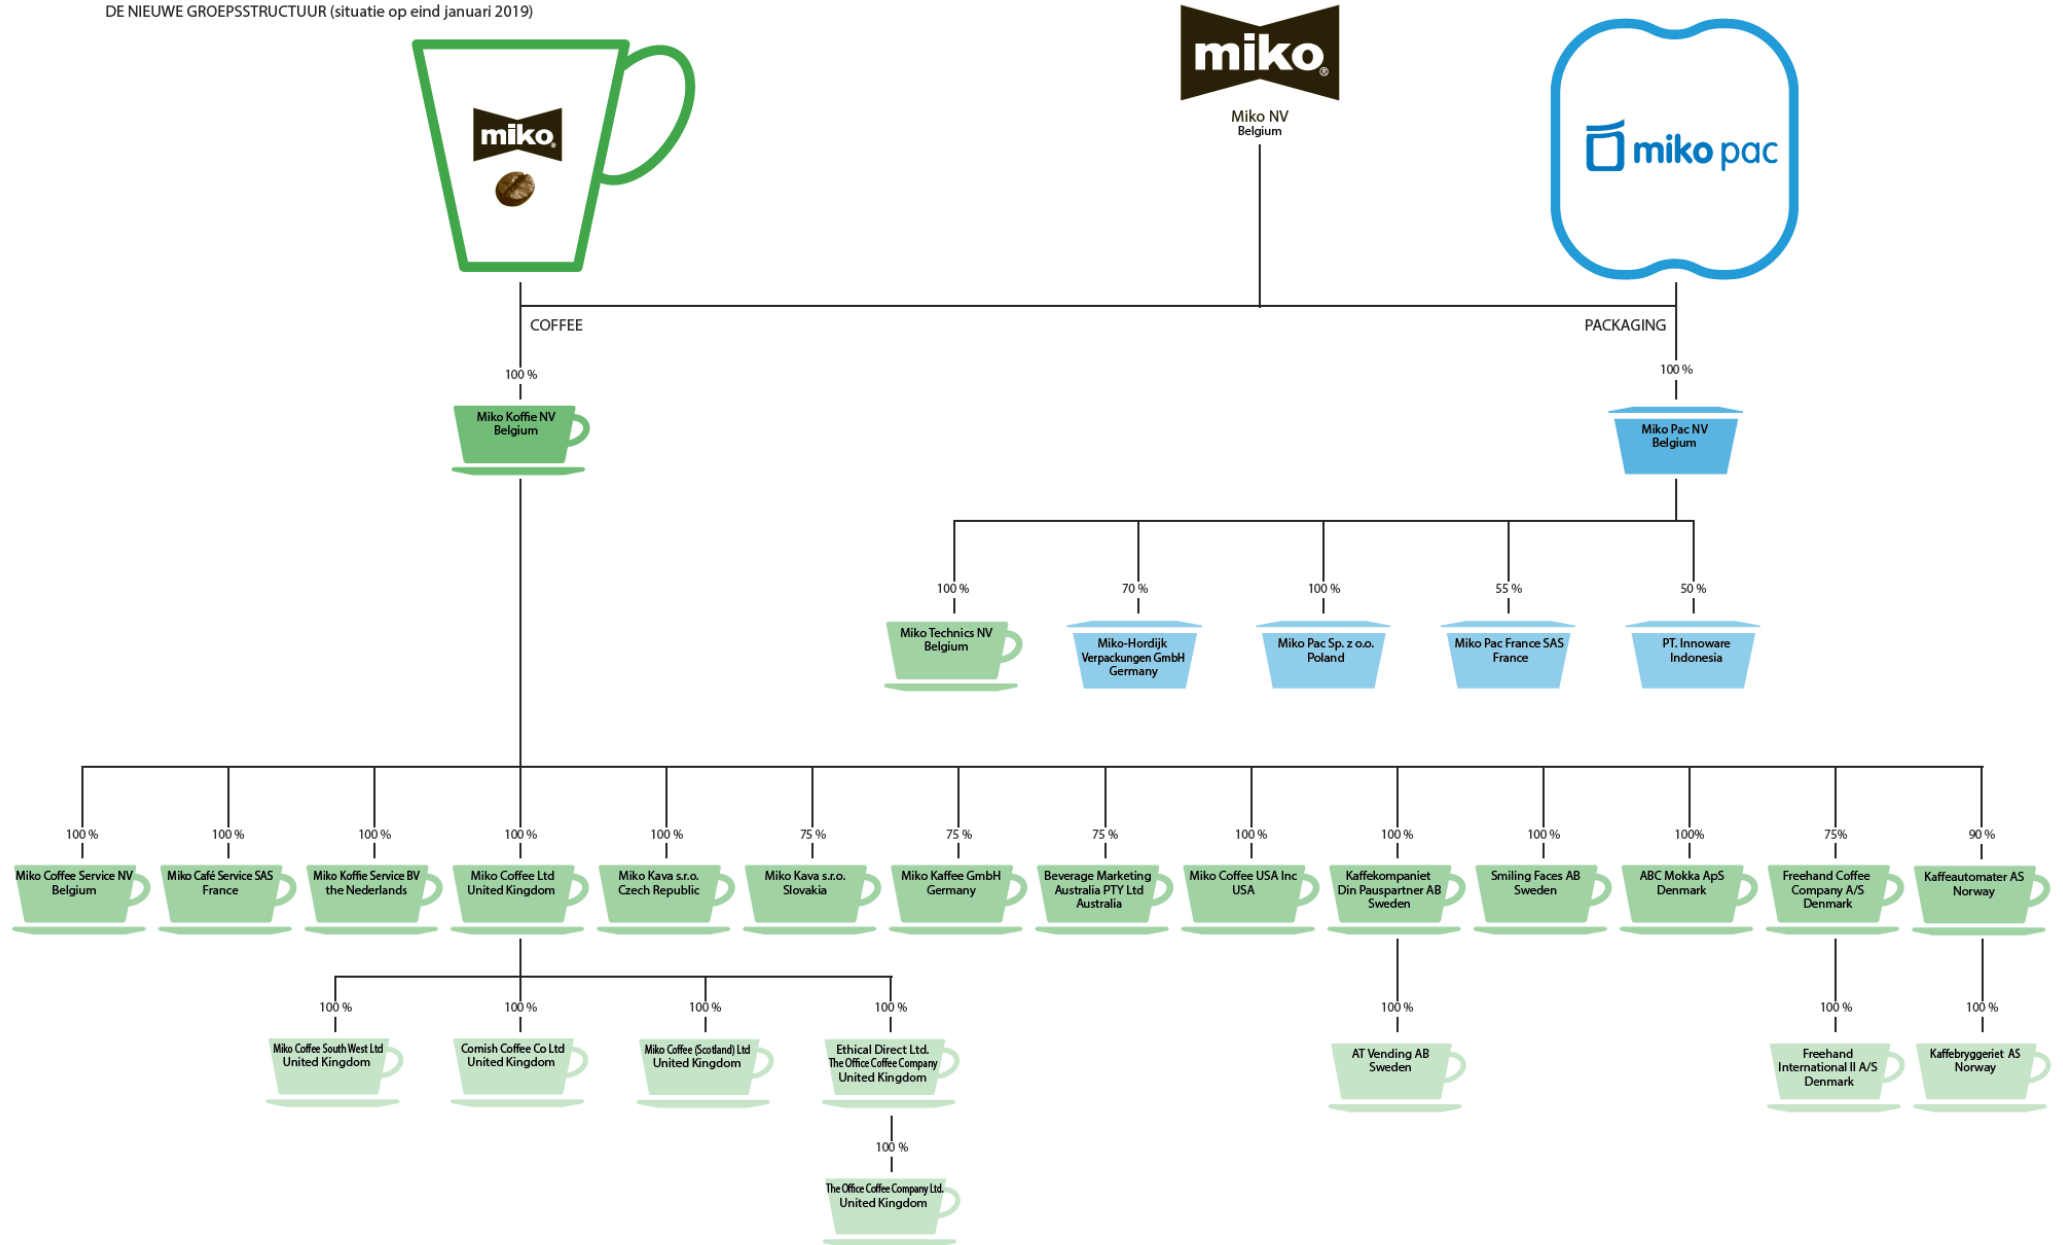 DE NIEUWE GROEPSSTRUCTUUR (situatie op eind januari 2019)
miko®
miko®
Miko NV
Belgium
miko pac
COFFEE
PACKAGING
100 %
100 %
Miko Koffie NV
Belgium
Miko Pac NV
Belgium
100 %
70 %
100 %
55 %
50 %
Miko Technics NV
Belgium
Miko-Hordijk
Verpackungen GmbH
Germany
Miko Pac Sp. z o.o.
Poland
Miko Pac France SAS
France
PT. Innoware
Indonesia
100 %
100 %
100 %
100 %
100 %
75 %
75 %
75 %
100 %
100 %
100 %
100%
75%
90 %
Miko Coffee Service NV
Belgium
Miko Café Service SAS
France
Miko Koffie Service BV
the Nederlands
Miko Coffee Ltd
United Kingdom
Miko Kava s.r.o.
Czech Republic
Miko Kava s.r.o.
Slovakia
Miko Kaffee GmbH
Germany
Beverage Marketing
Australia PTY Ltd
Australia
Miko Coffee USA Inc
USA
Kaffekompaniet
Din Pauspartner AB
Sweden
Smiling Faces AB
Sweden
ABC Mokka ApS
Denmark
Freehand Coffee
Company A/S
Denmark
Kaffeautomater AS
Norway
100 %
100 %
100 %
100 %
100 %
100 %
100 %
Miko Coffee South West Ltd
United Kingdom
Cornish Coffee Co Ltd
United Kingdom
Miko Coffee (Scotland) Ltd
United Kingdom
Ethical Direct Ltd.
The Office Coffee Company
United Kingdom
AT Vending AB
Sweden
Freehand
International II A/S
Denmark
Kaffebryggeriet AS
Norway
100 %
The Office Coffee Company Ltd.
United Kingdom